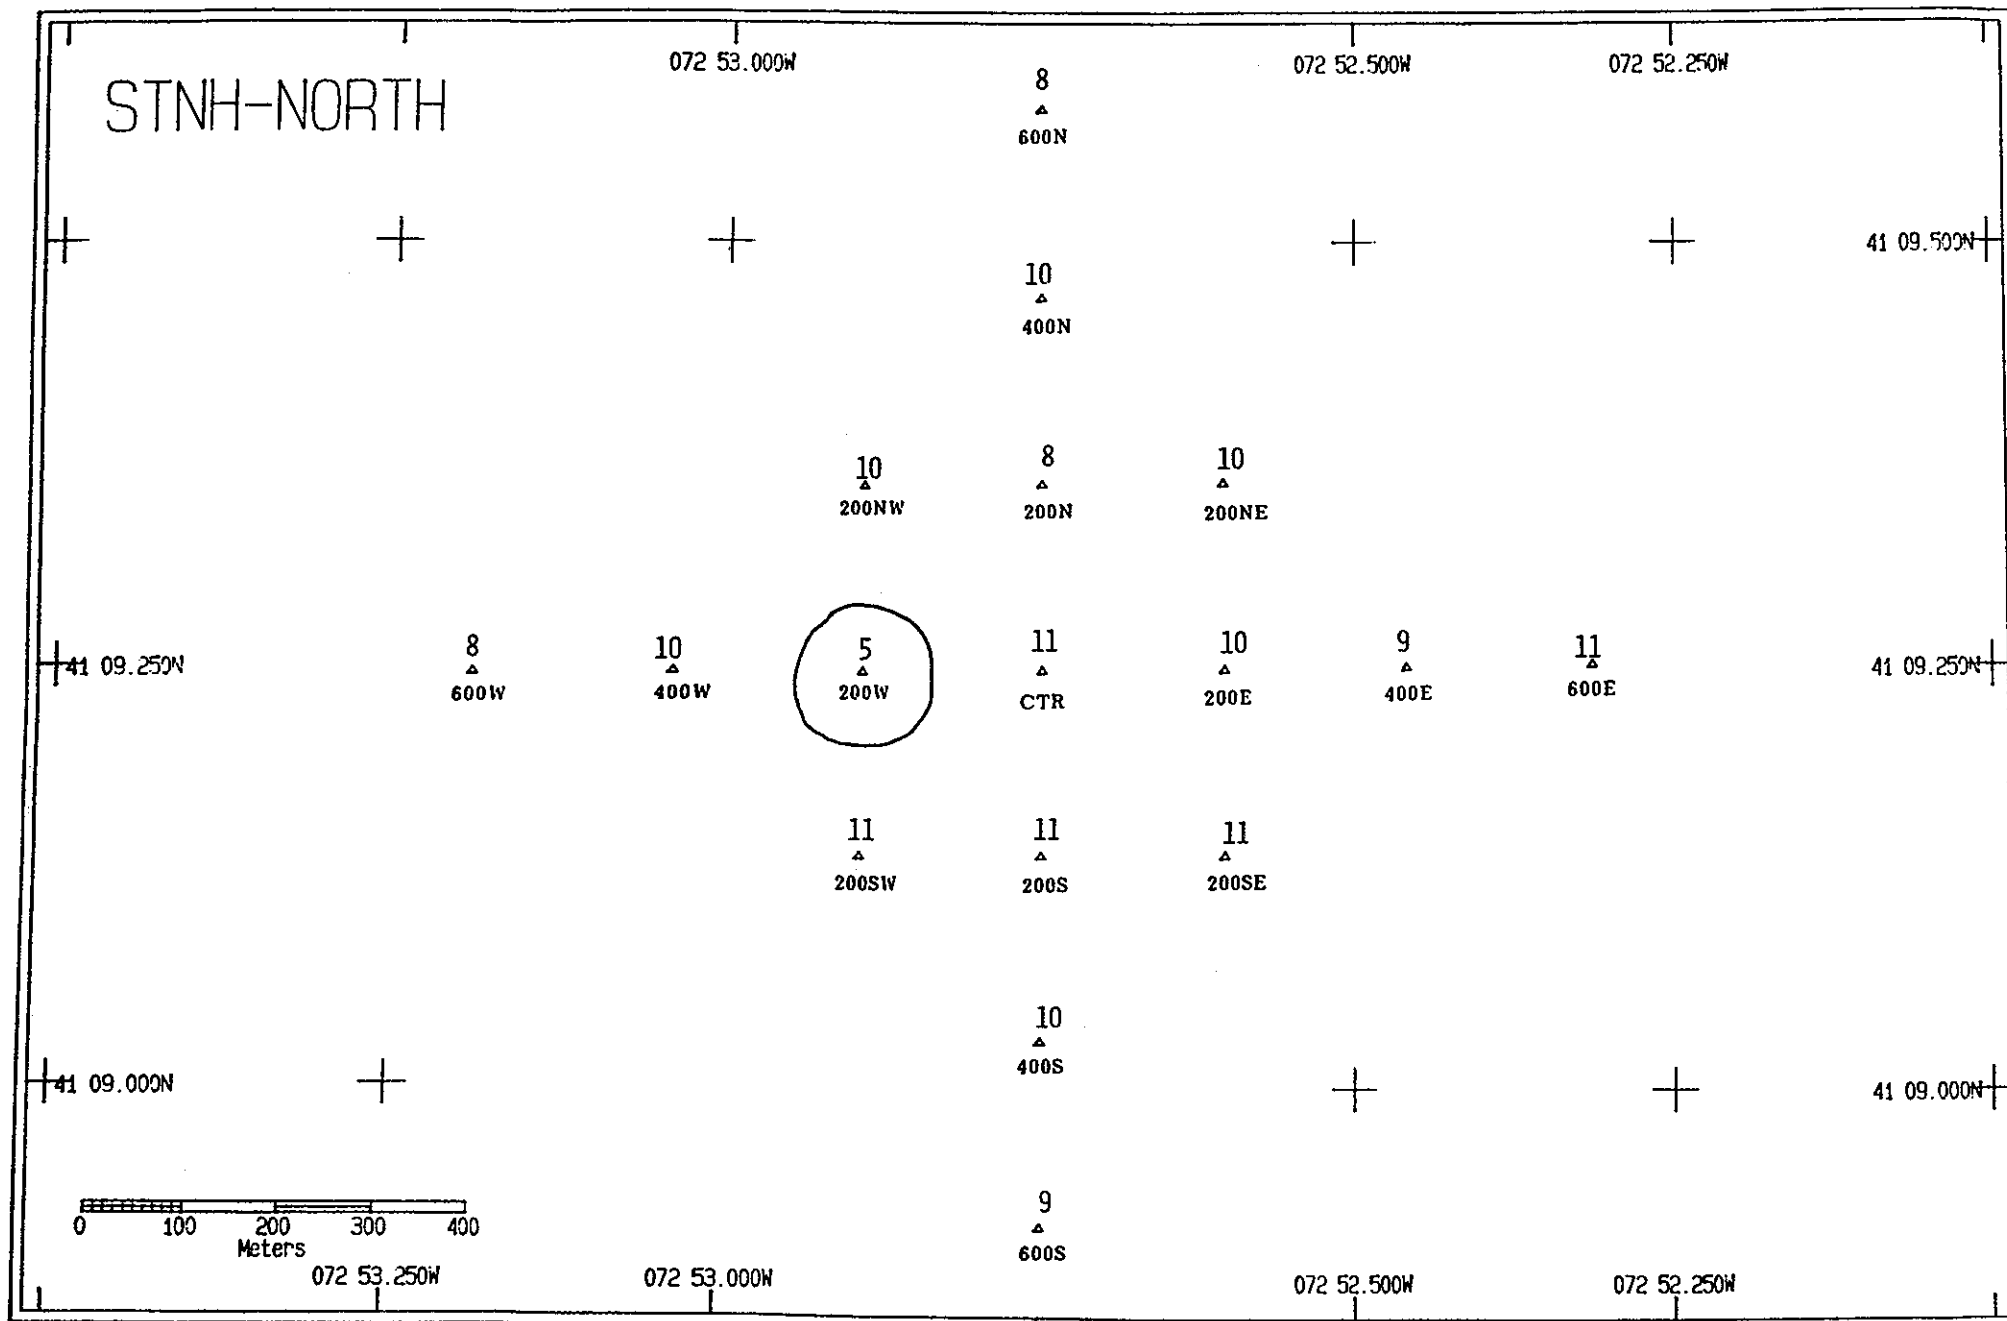 072 53.000W 072 52.500W 072 52.250W
STNH-NORTH
8
600N
41 09.500N
10
400N
10 8 10
200NW 200N 200NE
8 10 5 11 10 9 11
41 09.250N 41 09.250N
600W 400W 200W CTR 200E 400E 600E
11 11 11
200SW 200S 200SE
10
400S
41 09.000N 41 09.000N
9
600S
0 100 200 300 400
Meters
072 53.250W 072 53.000W 072 52.500W 072 52.250W